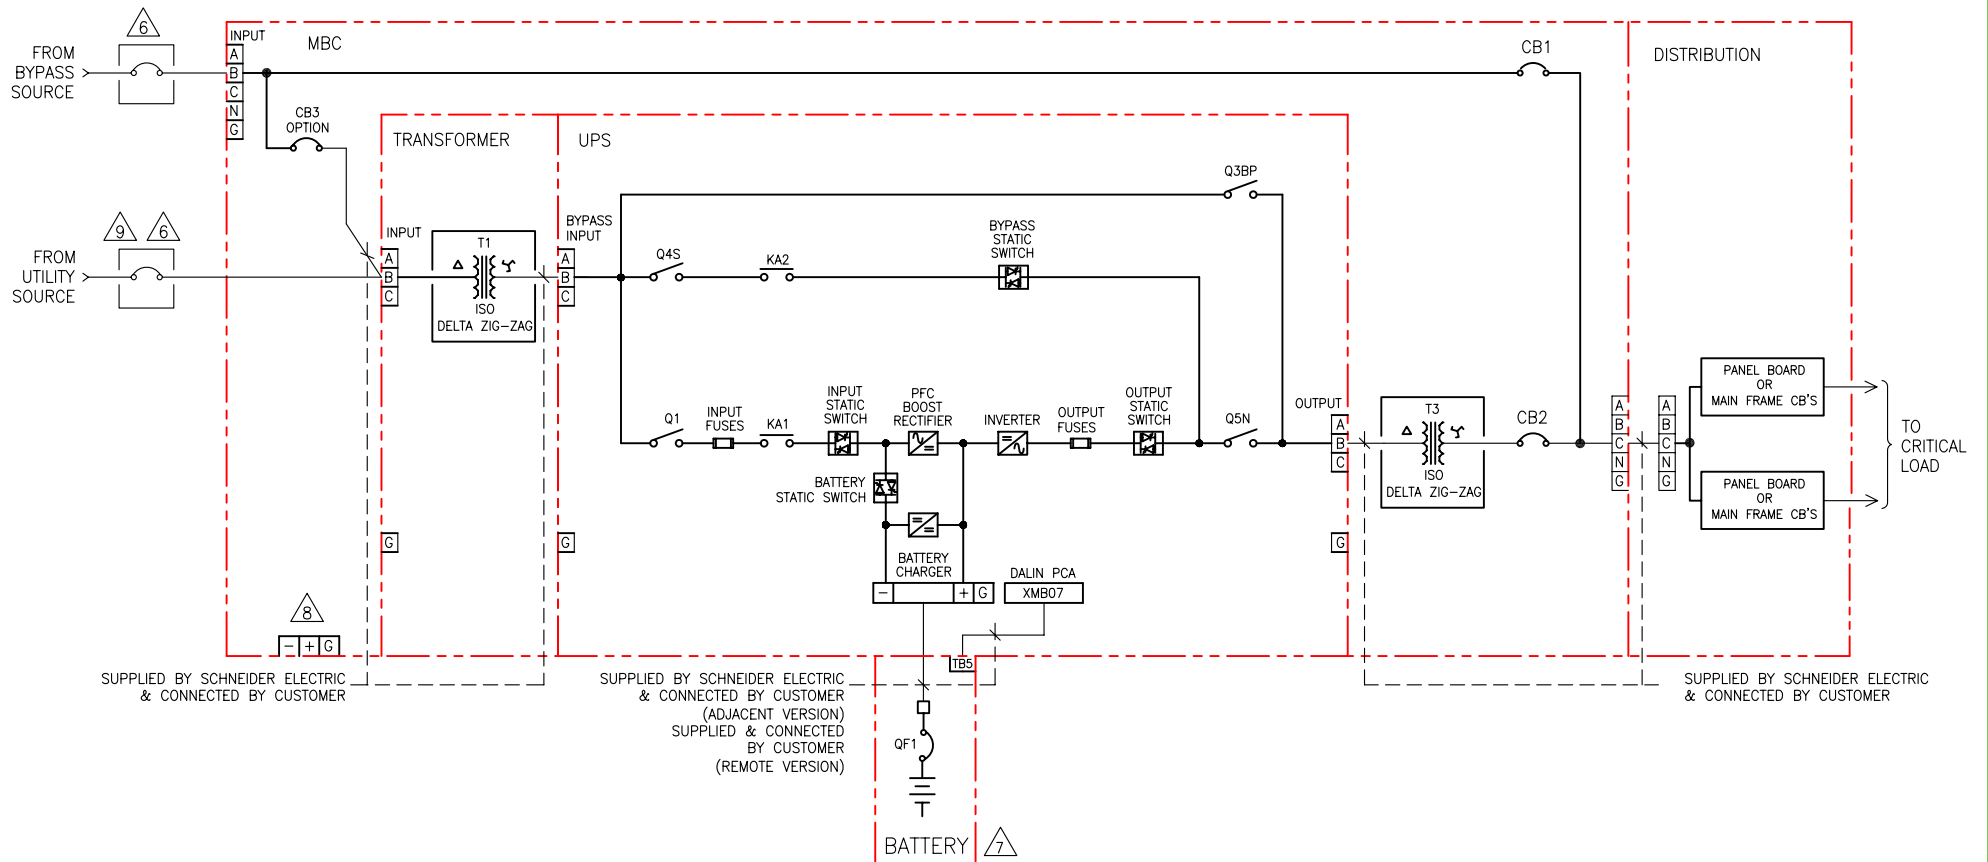 6
INPUT
MBC
CB1
DISTRIBUTION
FROM
BYPASS
SOURCE
A
B
C
N
G
CB3
OPTION
TRANSFORMER
UPS
9
6
FROM
UTILITY
SOURCE
INPUT
A
B
C
T1
ISO
DELTA ZIG-ZAG
BYPASS
INPUT
A
B
C
Q3BP
Q4S
KA2
BYPASS
STATIC
SWITCH
Q1
INPUT
FUSES
KA1
INPUT
STATIC
SWITCH
PFC
BOOST
RECTIFIER
INVERTER
OUTPUT
FUSES
OUTPUT
STATIC
SWITCH
Q5N
OUTPUT
A
B
C
T3
ISO
DELTA ZIG-ZAG
CB2
A
B
C
N
G
A
B
C
N
G
PANEL BOARD
OR
MAIN FRAME CB'S
PANEL BOARD
OR
MAIN FRAME CB'S
TO
CRITICAL
LOAD
BATTERY
STATIC SWITCH
G
G
G
BATTERY
CHARGER
DALIN PCA
XMB07
− + G
8
− + G
TB5
SUPPLIED BY SCHNEIDER ELECTRIC
& CONNECTED BY CUSTOMER
SUPPLIED BY SCHNEIDER ELECTRIC
& CONNECTED BY CUSTOMER
(ADJACENT VERSION)
SUPPLIED & CONNECTED
BY CUSTOMER
(REMOTE VERSION)
SUPPLIED BY SCHNEIDER ELECTRIC
& CONNECTED BY CUSTOMER
QF1
BATTERY
7